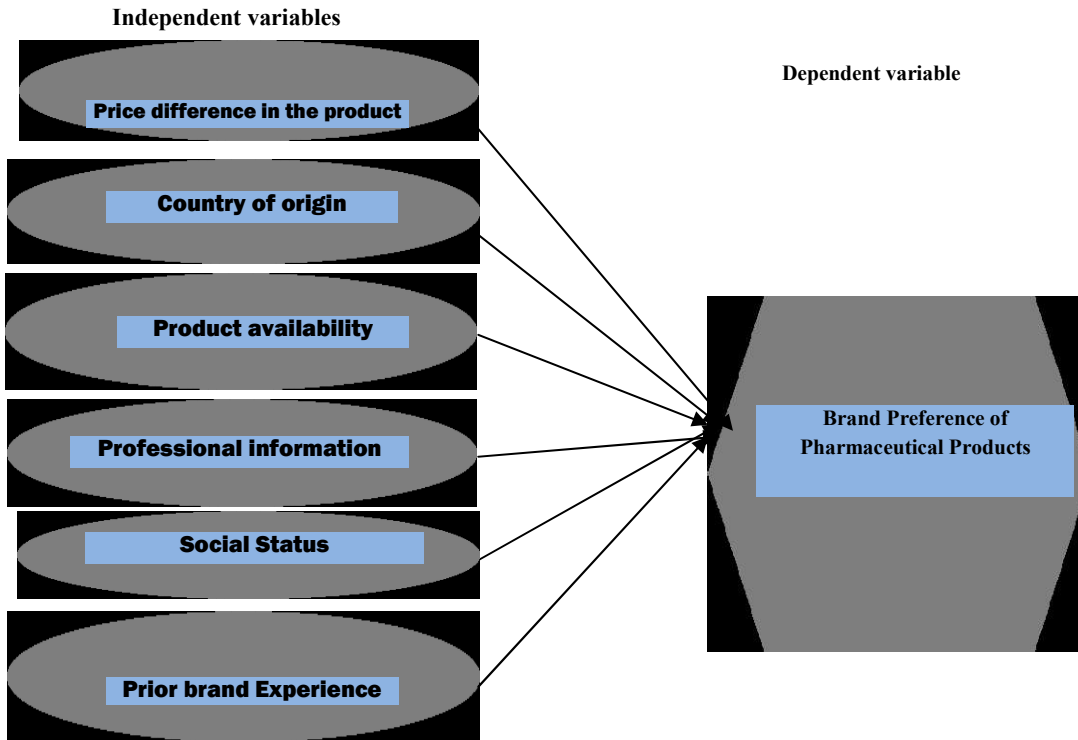 Independent variables
Dependent variable
Price difference in the product
Country of origin
Product availability
Professional information
Social Status
Prior brand Experience
Brand Preference of
Pharmaceutical Products